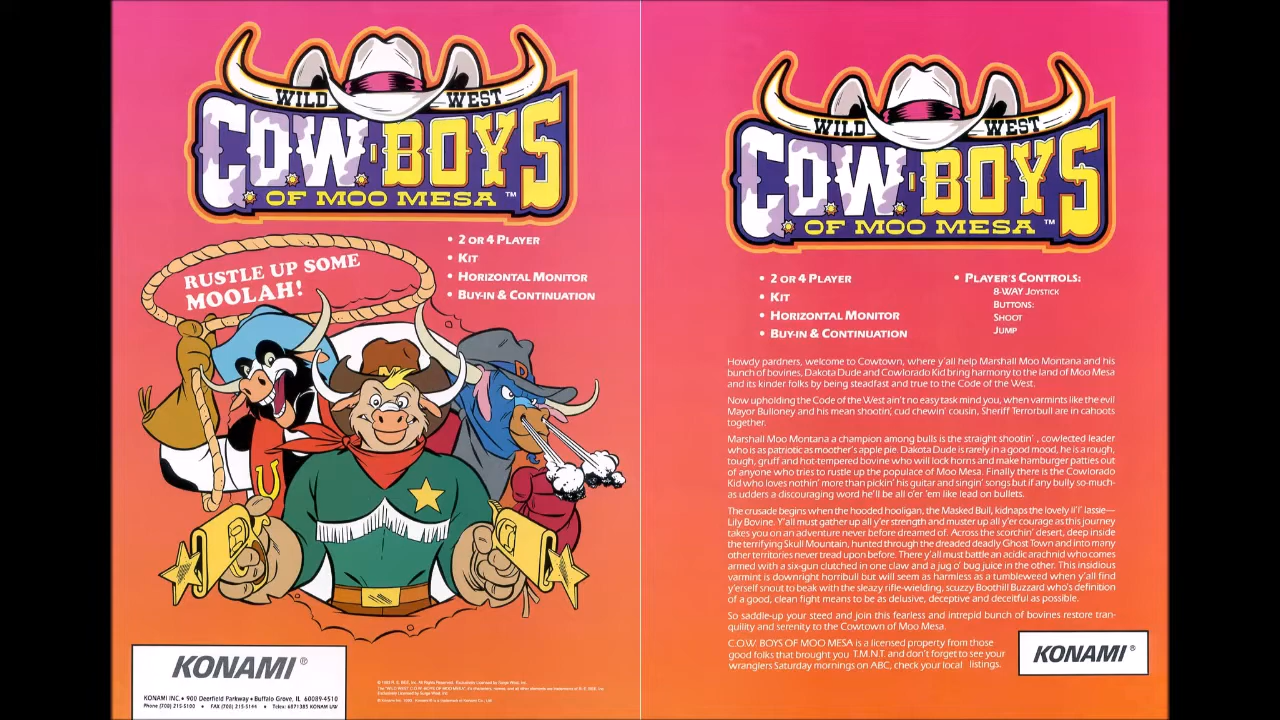 WILD WEST
C.O.W.-BOYS
OF MOO MESA™
• 2 OR 4 PLAYER
• KIT
• HORIZONTAL MONITOR
• BUY-IN & CONTINUATION
RUSTLE UP SOME
MOOLAH!
KONAMI®
KONAMI INC. • 900 Deerfield Parkway • Buffalo Grove, IL 60089-4510
Phone (708) 215-5100 • FAX (708) 215-5144 • Telex: 6871385 KONAM UW
WILD WEST
C.O.W.-BOYS
OF MOO MESA™
• 2 OR 4 PLAYER
• KIT
• HORIZONTAL MONITOR
• BUY-IN & CONTINUATION
• PLAYER'S CONTROLS:
8-WAY JOYSTICK
BUTTONS:
SHOOT
JUMP
Howdy pardners, welcome to Cowtown, where y'all help Marshall Moo Montana and his
bunch of bovines, Dakota Dude and Cowlorado Kid bring harmony to the land of Moo Mesa
and its kinder folks by being steadfast and true to the Code of the West.
Now upholding the Code of the West ain't no easy task mind you, when varmints like the evil
Mayor Bulloney and his mean shootin', cud chewin' cousin, Sheriff Terrorbull are in cahoots
together.
Marshall Moo Montana a champion among bulls is the straight shootin' , cowlected leader
who is as patriotic as moother's apple pie. Dakota Dude is rarely in a good mood, he is a rough,
tough, gruff and hot-tempered bovine who will lock horns and make hamburger patties out
of anyone who tries to rustle up the populace of Moo Mesa. Finally there is the Cowlorado
Kid who loves nothin' more than pickin' his guitar and singin' songs but if any bully so-much-
as udders a discouraging word he'll be all o'er 'em like lead on bullets.
The crusade begins when the hooded hooligan, the Masked Bull, kidnaps the lovely li'l' lassie—
Lily Bovine. Y'all must gather up all y'er strength and muster up all y'er courage as this journey
takes you on an adventure never before dreamed of. Across the scorchin' desert, deep inside
the terrifying Skull Mountain, hunted through the dreaded deadly Ghost Town and into many
other territories never tread upon before. There y'all must battle an acidic arachnid who comes
armed with a six-gun clutched in one claw and a jug o' bug juice in the other. This insidious
varmint is downright horribull but will seem as harmless as a tumbleweed when y'all find
y'erself snout to beak with the sleazy rifle-wielding, scuzzy Boothill Buzzard who's definition
of a good, clean fight means to be as delusive, deceptive and deceitful as possible.
So saddle-up your steed and join this fearless and intrepid bunch of bovines restore tran-
quility and serenity to the Cowtown of Moo Mesa.
C.O.W. BOYS OF MOO MESA is a licensed property from those
good folks that brought you T.M.N.T. and don't forget to see your
wranglers Saturday mornings on ABC, check your local listings.
KONAMI®